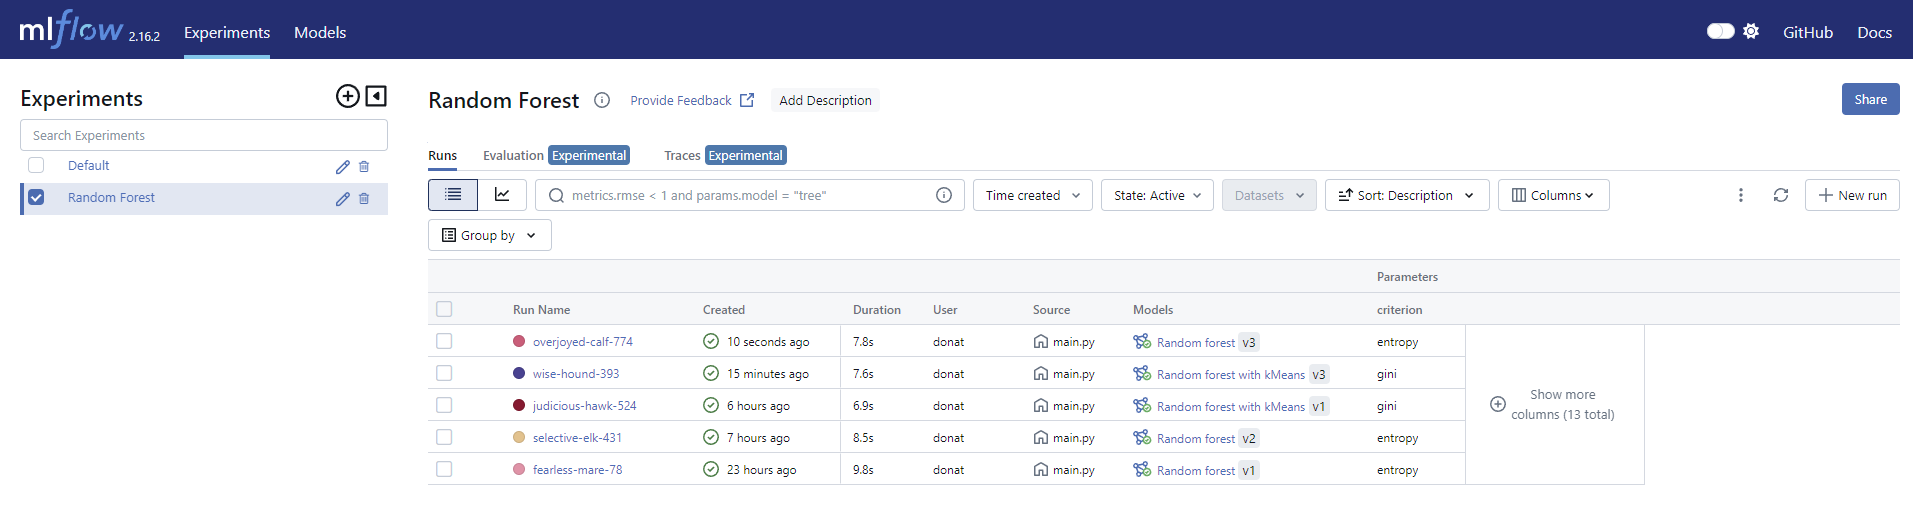 mlflow 2.16.2 Experiments Models GitHub Docs
Experiments
Search Experiments
Default
Random Forest
Random Forest Provide Feedback Add Description Share
Runs Evaluation Experimental Traces Experimental
metrics.rmse < 1 and params.model = "tree" Time created State: Active Datasets Sort: Description Columns New run
Group by
Parameters
Run Name Created Duration User Source Models criterion
overjoyed-calf-774 10 seconds ago 7.8s donat main.py Random forest v3 entropy
wise-hound-393 15 minutes ago 7.6s donat main.py Random forest with kMeans v3 gini
judicious-hawk-524 6 hours ago 6.9s donat main.py Random forest with kMeans v1 gini
selective-elk-431 7 hours ago 8.5s donat main.py Random forest v2 entropy
fearless-mare-78 23 hours ago 9.8s donat main.py Random forest v1 entropy
Show more
columns (13 total)